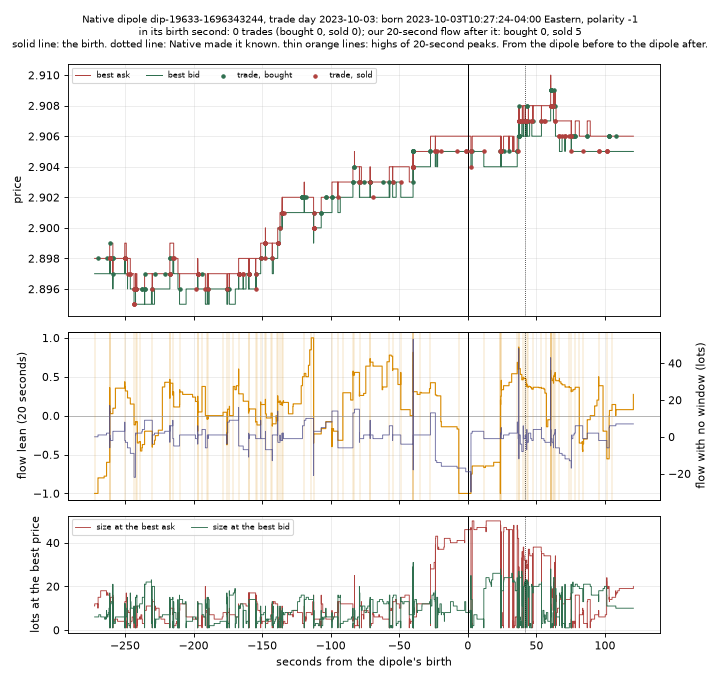 Native dipole dip-19633-1696343244, trade day 2023-10-03: born 2023-10-03T10:27:24-04:00 Eastern, polarity -1
in its birth second: 0 trades (bought 0, sold 0); our 20-second flow after it: bought 0, sold 5
solid line: the birth. dotted line: Native made it known. thin orange lines: highs of 20-second peaks. From the dipole before to the dipole after.
best ask best bid trade, bought trade, sold
2.910
2.908
2.906
2.904
2.902
2.900
2.898
2.896
price
1.0
0.5
0.0
−0.5
−1.0
flow lean (20 seconds)
40
20
0
−20
flow with no window (lots)
size at the best ask size at the best bid
40
20
0
lots at the best price
−250 −200 −150 −100 −50 0 50 100
seconds from the dipole's birth